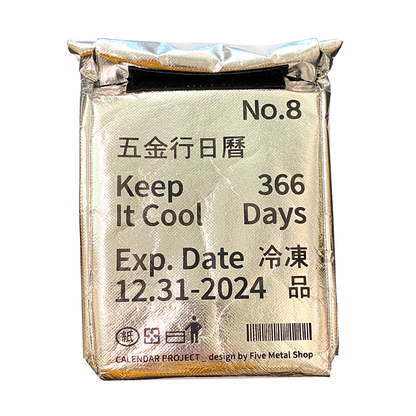 No.8
五金行日曆
Keep 366
It Cool Days
Exp. Date 冷凍
12.31-2024 品
紙
CALENDAR PROJECT _ design by Five Metal Shop